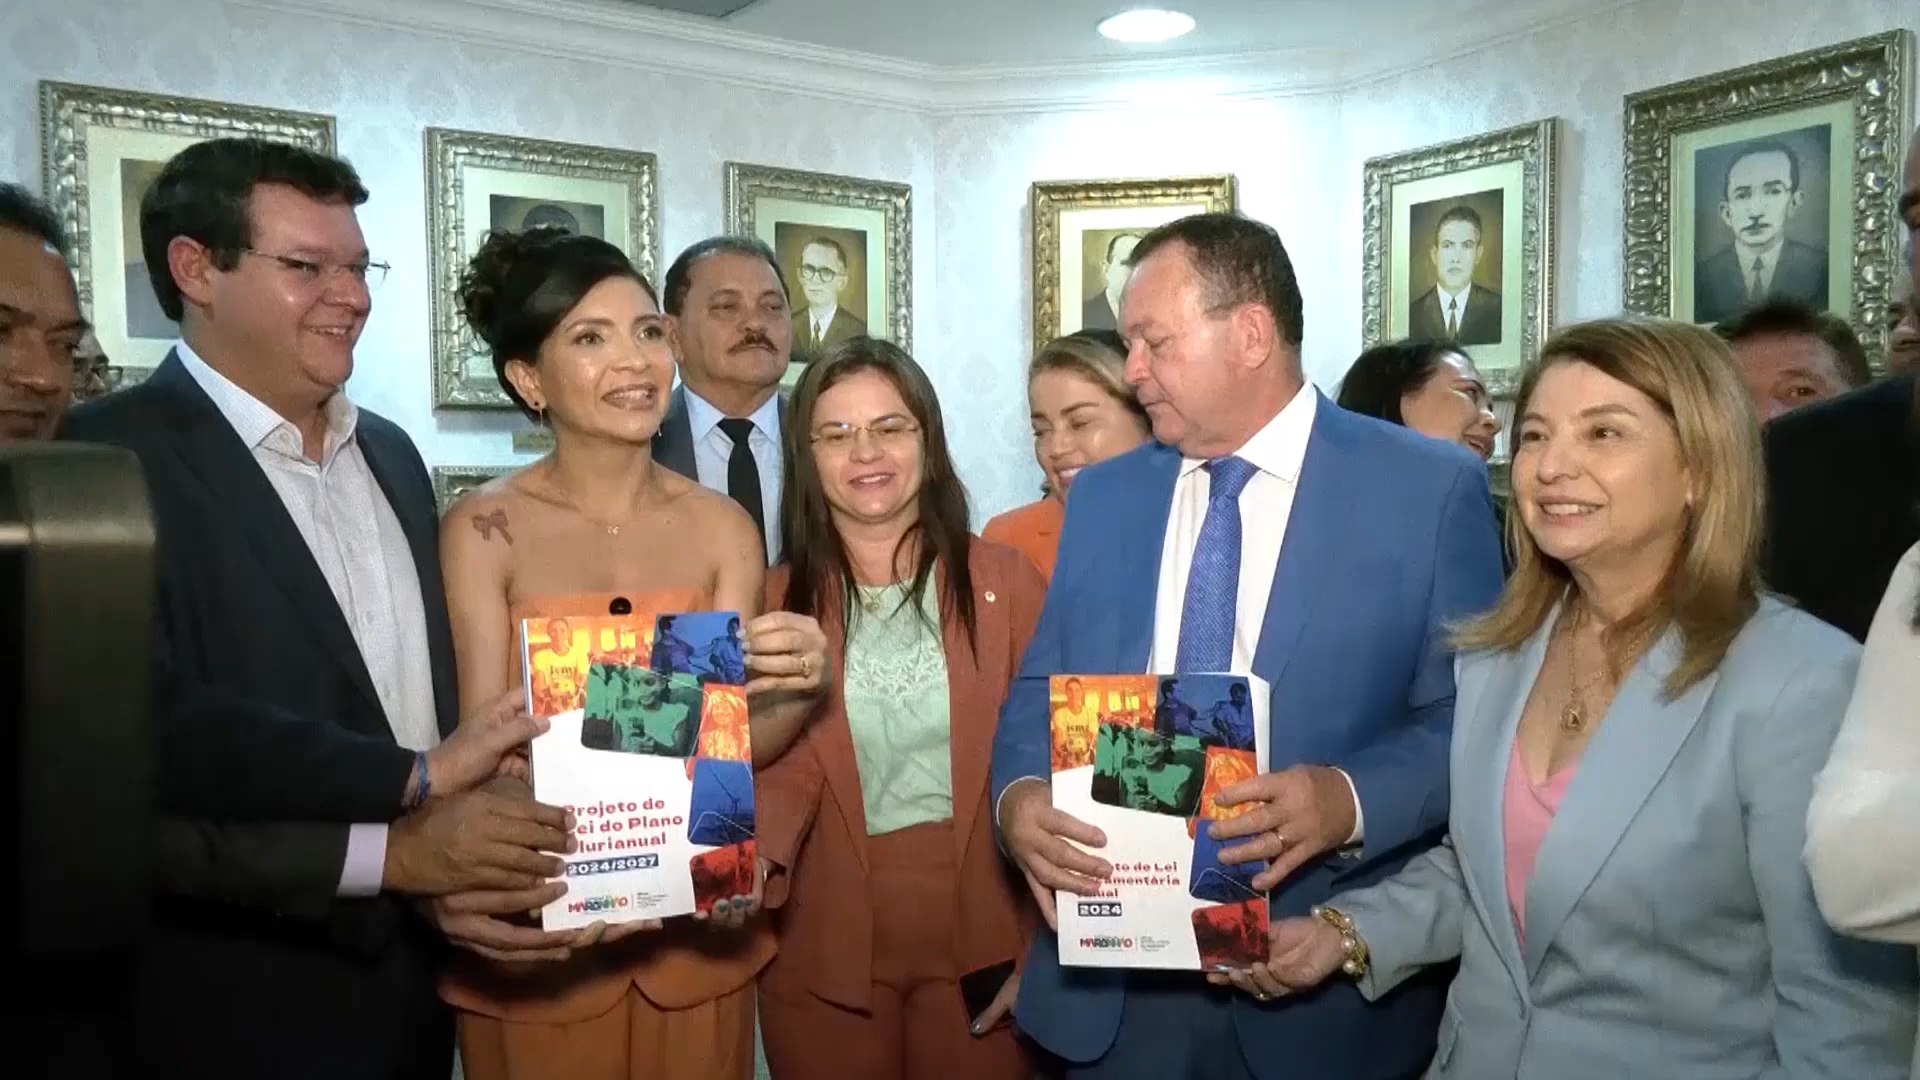 Projeto de
Lei do Plano
Plurianual
2024/2027
MARANHÃO
Projeto de Lei
Orçamentária
Anual
2024
MARANHÃO